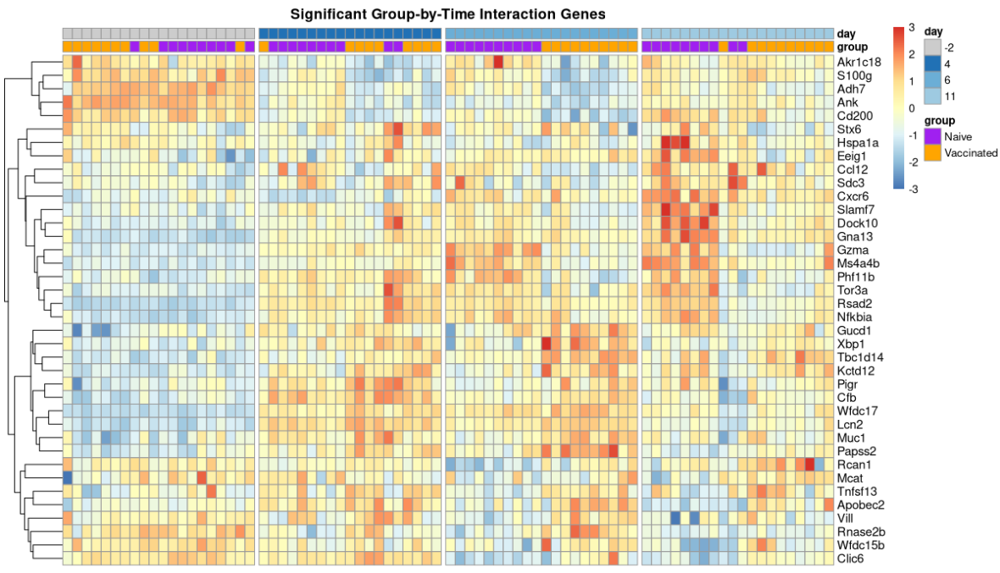 Significant Group-by-Time Interaction Genes
day
group
Akr1c18
S100g
Adh7
Ank
Cd200
Stx6
Hspa1a
Eeig1
Ccl12
Sdc3
Cxcr6
Slamf7
Dock10
Gna13
Gzma
Ms4a4b
Phf11b
Tor3a
Rsad2
Nfkbia
Gucd1
Xbp1
Tbc1d14
Kctd12
Pigr
Cfb
Wfdc17
Lcn2
Muc1
Papss2
Rcan1
Mcat
Tnfsf13
Apobec2
Vill
Rnase2b
Wfdc15b
Clic6
3
2
1
0
-1
-2
-3
day
-2
4
6
11
group
Naive
Vaccinated